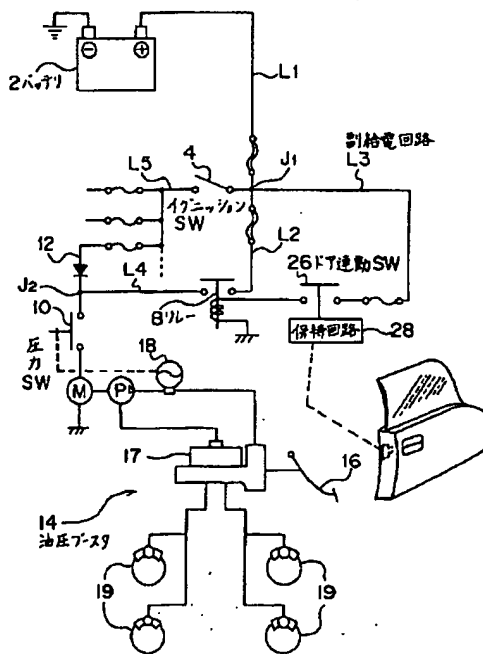 ⊖ ⊕
2バッテリ
L1
副給電回路
L3
J1
4
L5
イグニッション
SW
L2
12
26ドア連動SW
J2
L4
8リレー
10
保持回路
28
圧力
SW
18
M
P
17
16
14
油圧ブースタ
19
19